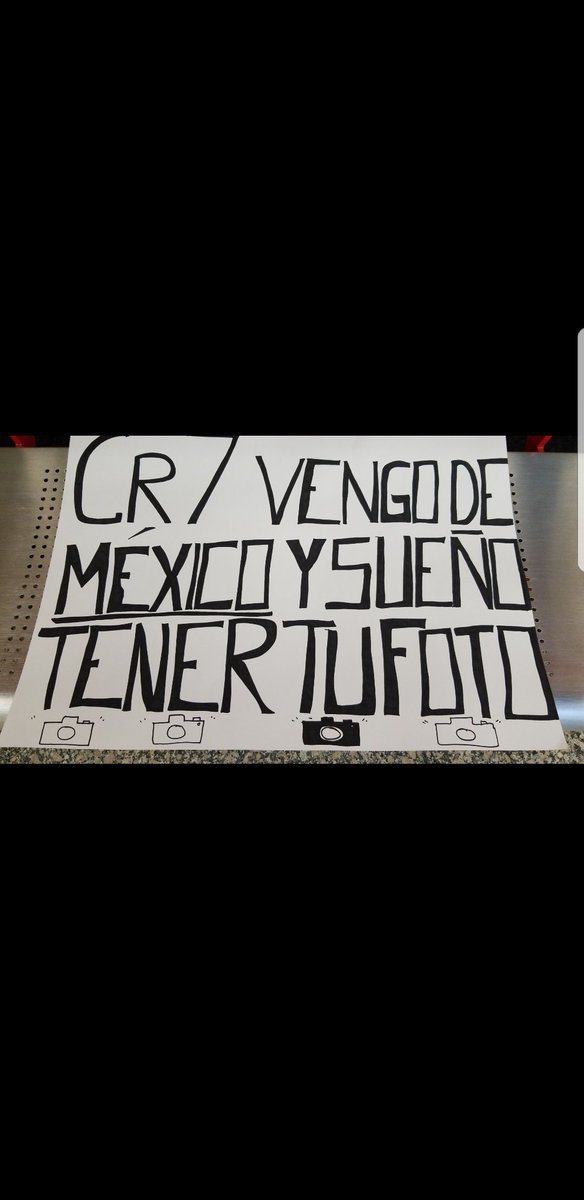 CR7 VENGO DE
MÉXICO Y SUEÑO
TENER TU FOTO